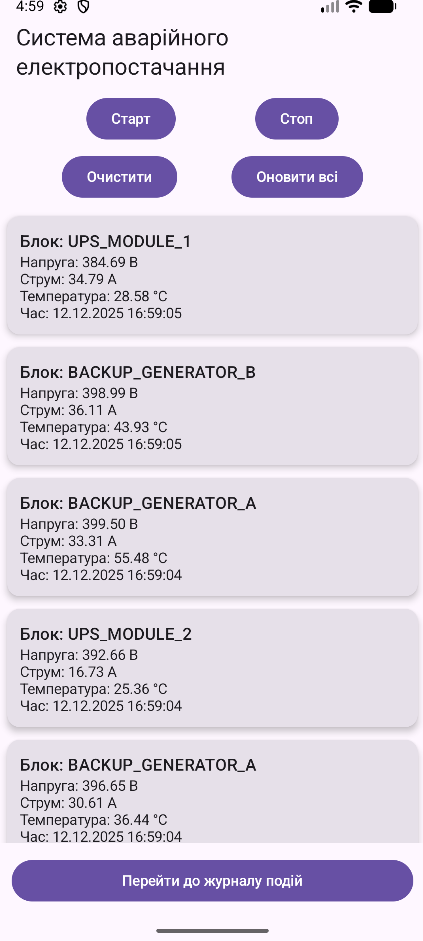 4:59
Система аварійного
електропостачання
Старт
Стоп
Очистити
Оновити всі
Блок: UPS_MODULE_1
Напруга: 384.69 В
Струм: 34.79 А
Температура: 28.58 °C
Час: 12.12.2025 16:59:05
Блок: BACKUP_GENERATOR_B
Напруга: 398.99 В
Струм: 36.11 А
Температура: 43.93 °C
Час: 12.12.2025 16:59:05
Блок: BACKUP_GENERATOR_A
Напруга: 399.50 В
Струм: 33.31 А
Температура: 55.48 °C
Час: 12.12.2025 16:59:04
Блок: UPS_MODULE_2
Напруга: 392.66 В
Струм: 16.73 А
Температура: 25.36 °C
Час: 12.12.2025 16:59:04
Блок: BACKUP_GENERATOR_A
Напруга: 396.65 В
Струм: 30.61 А
Температура: 36.44 °C
Час: 12.12.2025 16:59:04
Перейти до журналу подій